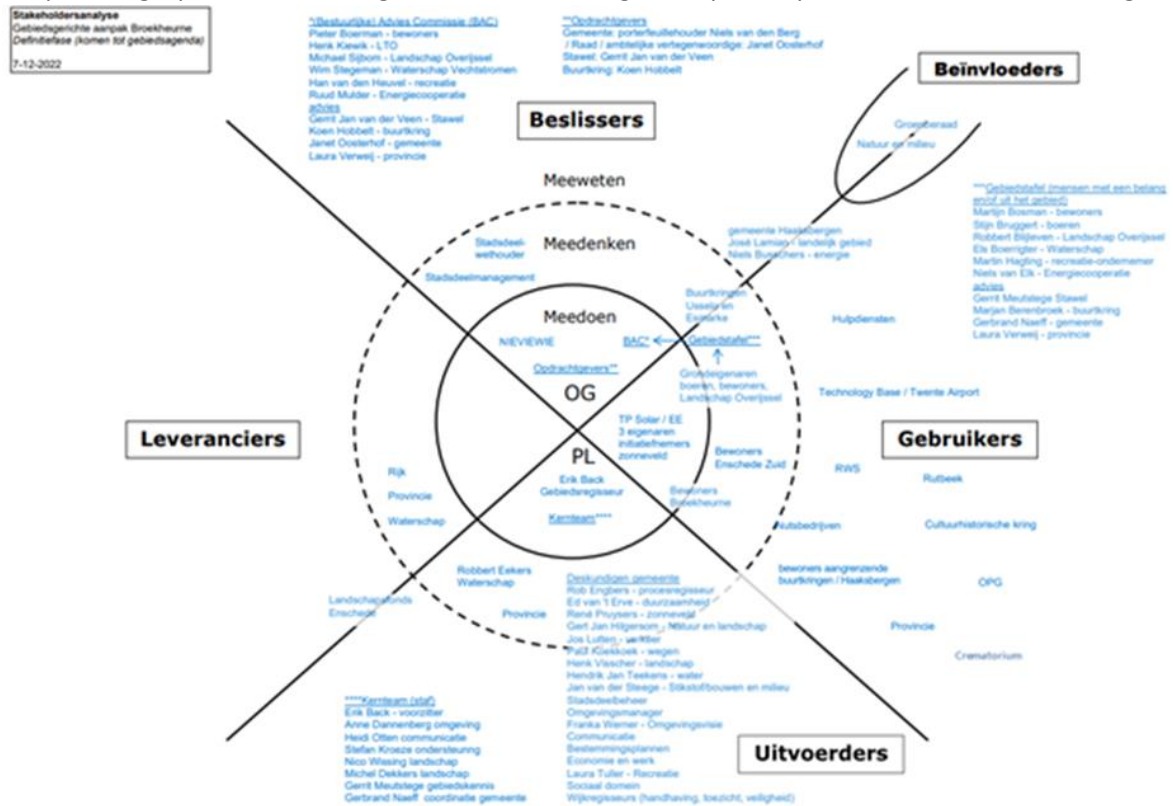 Stakeholdersanalyse
Gebiedsgerichte aanpak Broekheurne
Definitiefase (komen tot gebiedsagenda)
7-12-2022
*(Bestuurlijke) Advies Commissie (BAC)
Pieter Boerman - bewoners
Henk Kiewik - LTO
Michael Sijbom - Landschap Overijssel
Wim Stegeman - Waterschap Vechtstromen
Han van den Heuvel - recreatie
Ruud Mulder - Energiecooperatie
advies
Gerrit Jan van der Veen - Stawel
Koen Hobbelt - buurtkring
Janet Oosterhof - gemeente
Laura Verweij - provincie
**Opdrachtgevers
Gemeente: porterfeuillehouder Niels van den Berg
/ Raad / ambtelijke vertegenwoordige: Janet Oosterhof
Stawel: Gerrit Jan van der Veen
Buurtkring: Koen Hobbelt
Beïnvloeders
Groenberaad
Natuur en milieu
Beslissers
Meeweten
Meedenken
Meedoen
Stadsdeel-
wethouder
Stadsdeelmanagement
gemeente Haaksbergen
José Lamian - landelijk gebied
Niels Busschers - energie
***Gebiedstafel (mensen met een belang
en/of uit het gebied)
Martijn Bosman - bewoners
Stijn Bruggert - boeren
Robbert Blijleven - Landschap Overijssel
Els Boerrigter - Waterschap
Martin Hagting - recreatie-ondernemer
Niels van Elk - Energiecooperatie
advies
Gerrit Meutstege Stawel
Marjan Berenbroek - buurtkring
Gerbrand Naeff - gemeente
Laura Verweij - provincie
Buurtkringen
Usselo en
Esmarke
Hulpdiensten
NIEVIEWIE
BAC*
Gebiedstafel***
Opdrachtgevers**
OG
Grondeigenaren
boeren, bewoners,
Landschap Overijssel
Technology Base / Twente Airport
TP Solar / EE
3 eigenaren
initiatiefnemers
zonneveld
Leveranciers
Gebruikers
PL
Bewoners
Enschede Zuid
RWS
Rutbeek
Rijk
Provincie
Waterschap
Erik Back
Gebiedsregisseur
Kernteam****
Bewoners
Broekheurne
Nutsbedrijven
Cultuurhistorische kring
bewoners aangrenzende
buurtkringen / Haaksbergen
OPG
Provincie
Crematorium
Robbert Eekers
Waterschap
Provincie
Landschapsfonds
Enschede
Deskundigen gemeente
Rob Engbers - procesregisseur
Ed van 't Erve - duurzaamheid
René Pruysers - zonneveld
Gert Jan Hilgersom - Natuur en landschap
Jos Lutten -
Paul Koekkoek - wegen
Henk Visscher - landschap
Hendrik Jan Teekens - water
Jan van der Steege - Stikstof/bouwen en milieu
Stadsdeelbeheer
Omgevingsmanager
Franka Werner - Omgevingsvisie
Communicatie
Bestemmingsplannen
Economie en werk
Laura Tuller - Recreatie
Sociaal domein
Wijkregisseurs (handhaving, toezicht, veiligheid)
Uitvoerders
****Kernteam (staf)
Erik Back - voorzitter
Anne Dannenberg omgeving
Heidi Otten communicatie
Stefan Kroeze ondersteuning
Nico Wissing landschap
Michel Dekkers landschap
Gerrit Meutstege gebiedskennis
Gerbrand Naeff coordinatie gemeente